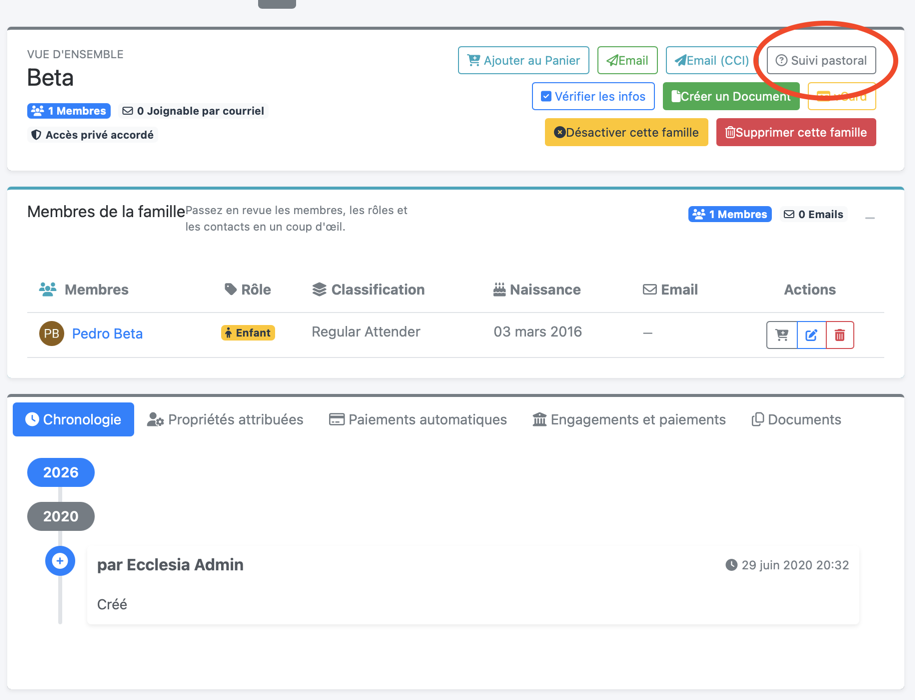 VUE D'ENSEMBLE
Beta
1 Membres 0 Joignable par courriel
Accès privé accordé
Ajouter au Panier Email Email (CCI) Suivi pastoral
Vérifier les infos Créer un Document vCard
Désactiver cette famille Supprimer cette famille
Membres de la famille Passez en revue les membres, les rôles et
les contacts en un coup d'œil.
1 Membres 0 Emails
Membres Rôle Classification Naissance Email Actions
PB Pedro Beta Enfant Regular Attender 03 mars 2016 —
Chronologie Propriétés attribuées Paiements automatiques Engagements et paiements Documents
2026
2020
par Ecclesia Admin 29 juin 2020 20:32
Créé